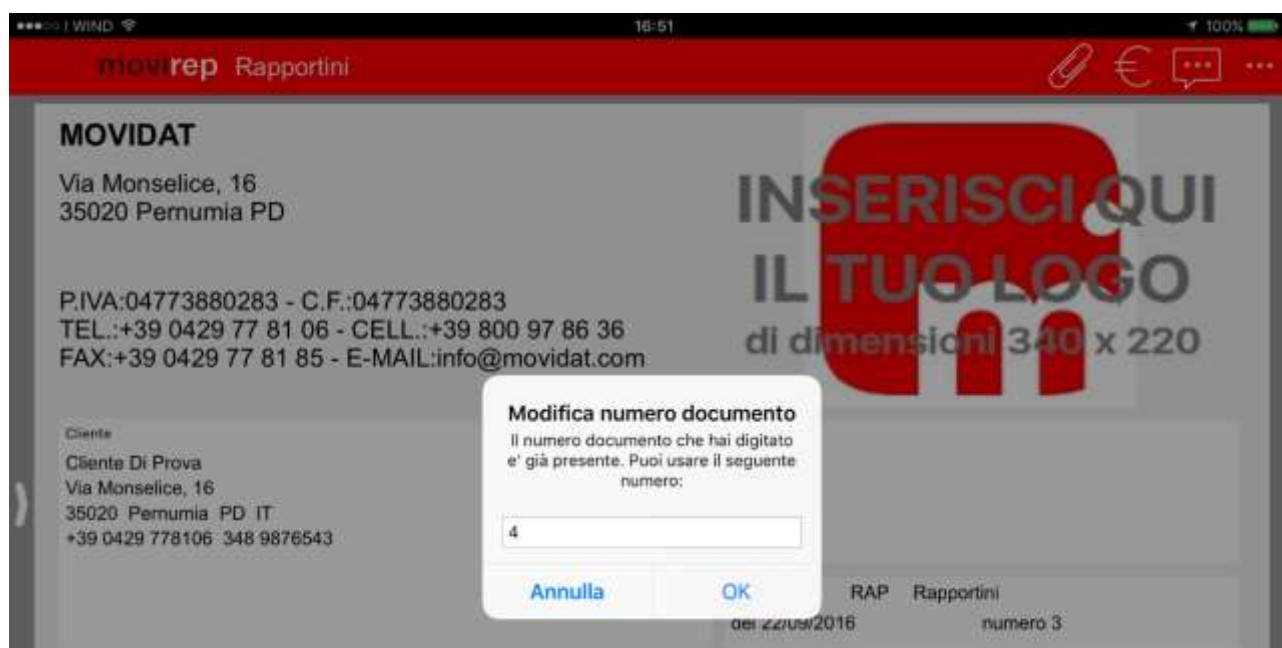 WIND 16:51 100%
movirep Rapportini
MOVIDAT
Via Monselice, 16
35020 Pernumia PD
P.IVA:04773880283 - C.F.:04773880283
TEL.:+39 0429 77 81 06 - CELL.:+39 800 97 86 36
FAX:+39 0429 77 81 85 - E-MAIL:info@movidat.com
INSERISCI QUI
IL TUO LOGO
di dimensioni 340 x 220
m
Cliente
Cliente Di Prova
Via Monselice, 16
35020 Pernumia PD IT
+39 0429 778106 348 9876543
Modifica numero documento
Il numero documento che hai digitato
e' già presente. Puoi usare il seguente
numero:
4
Annulla OK
RAP Rapportini
del 22/09/2016 numero 3